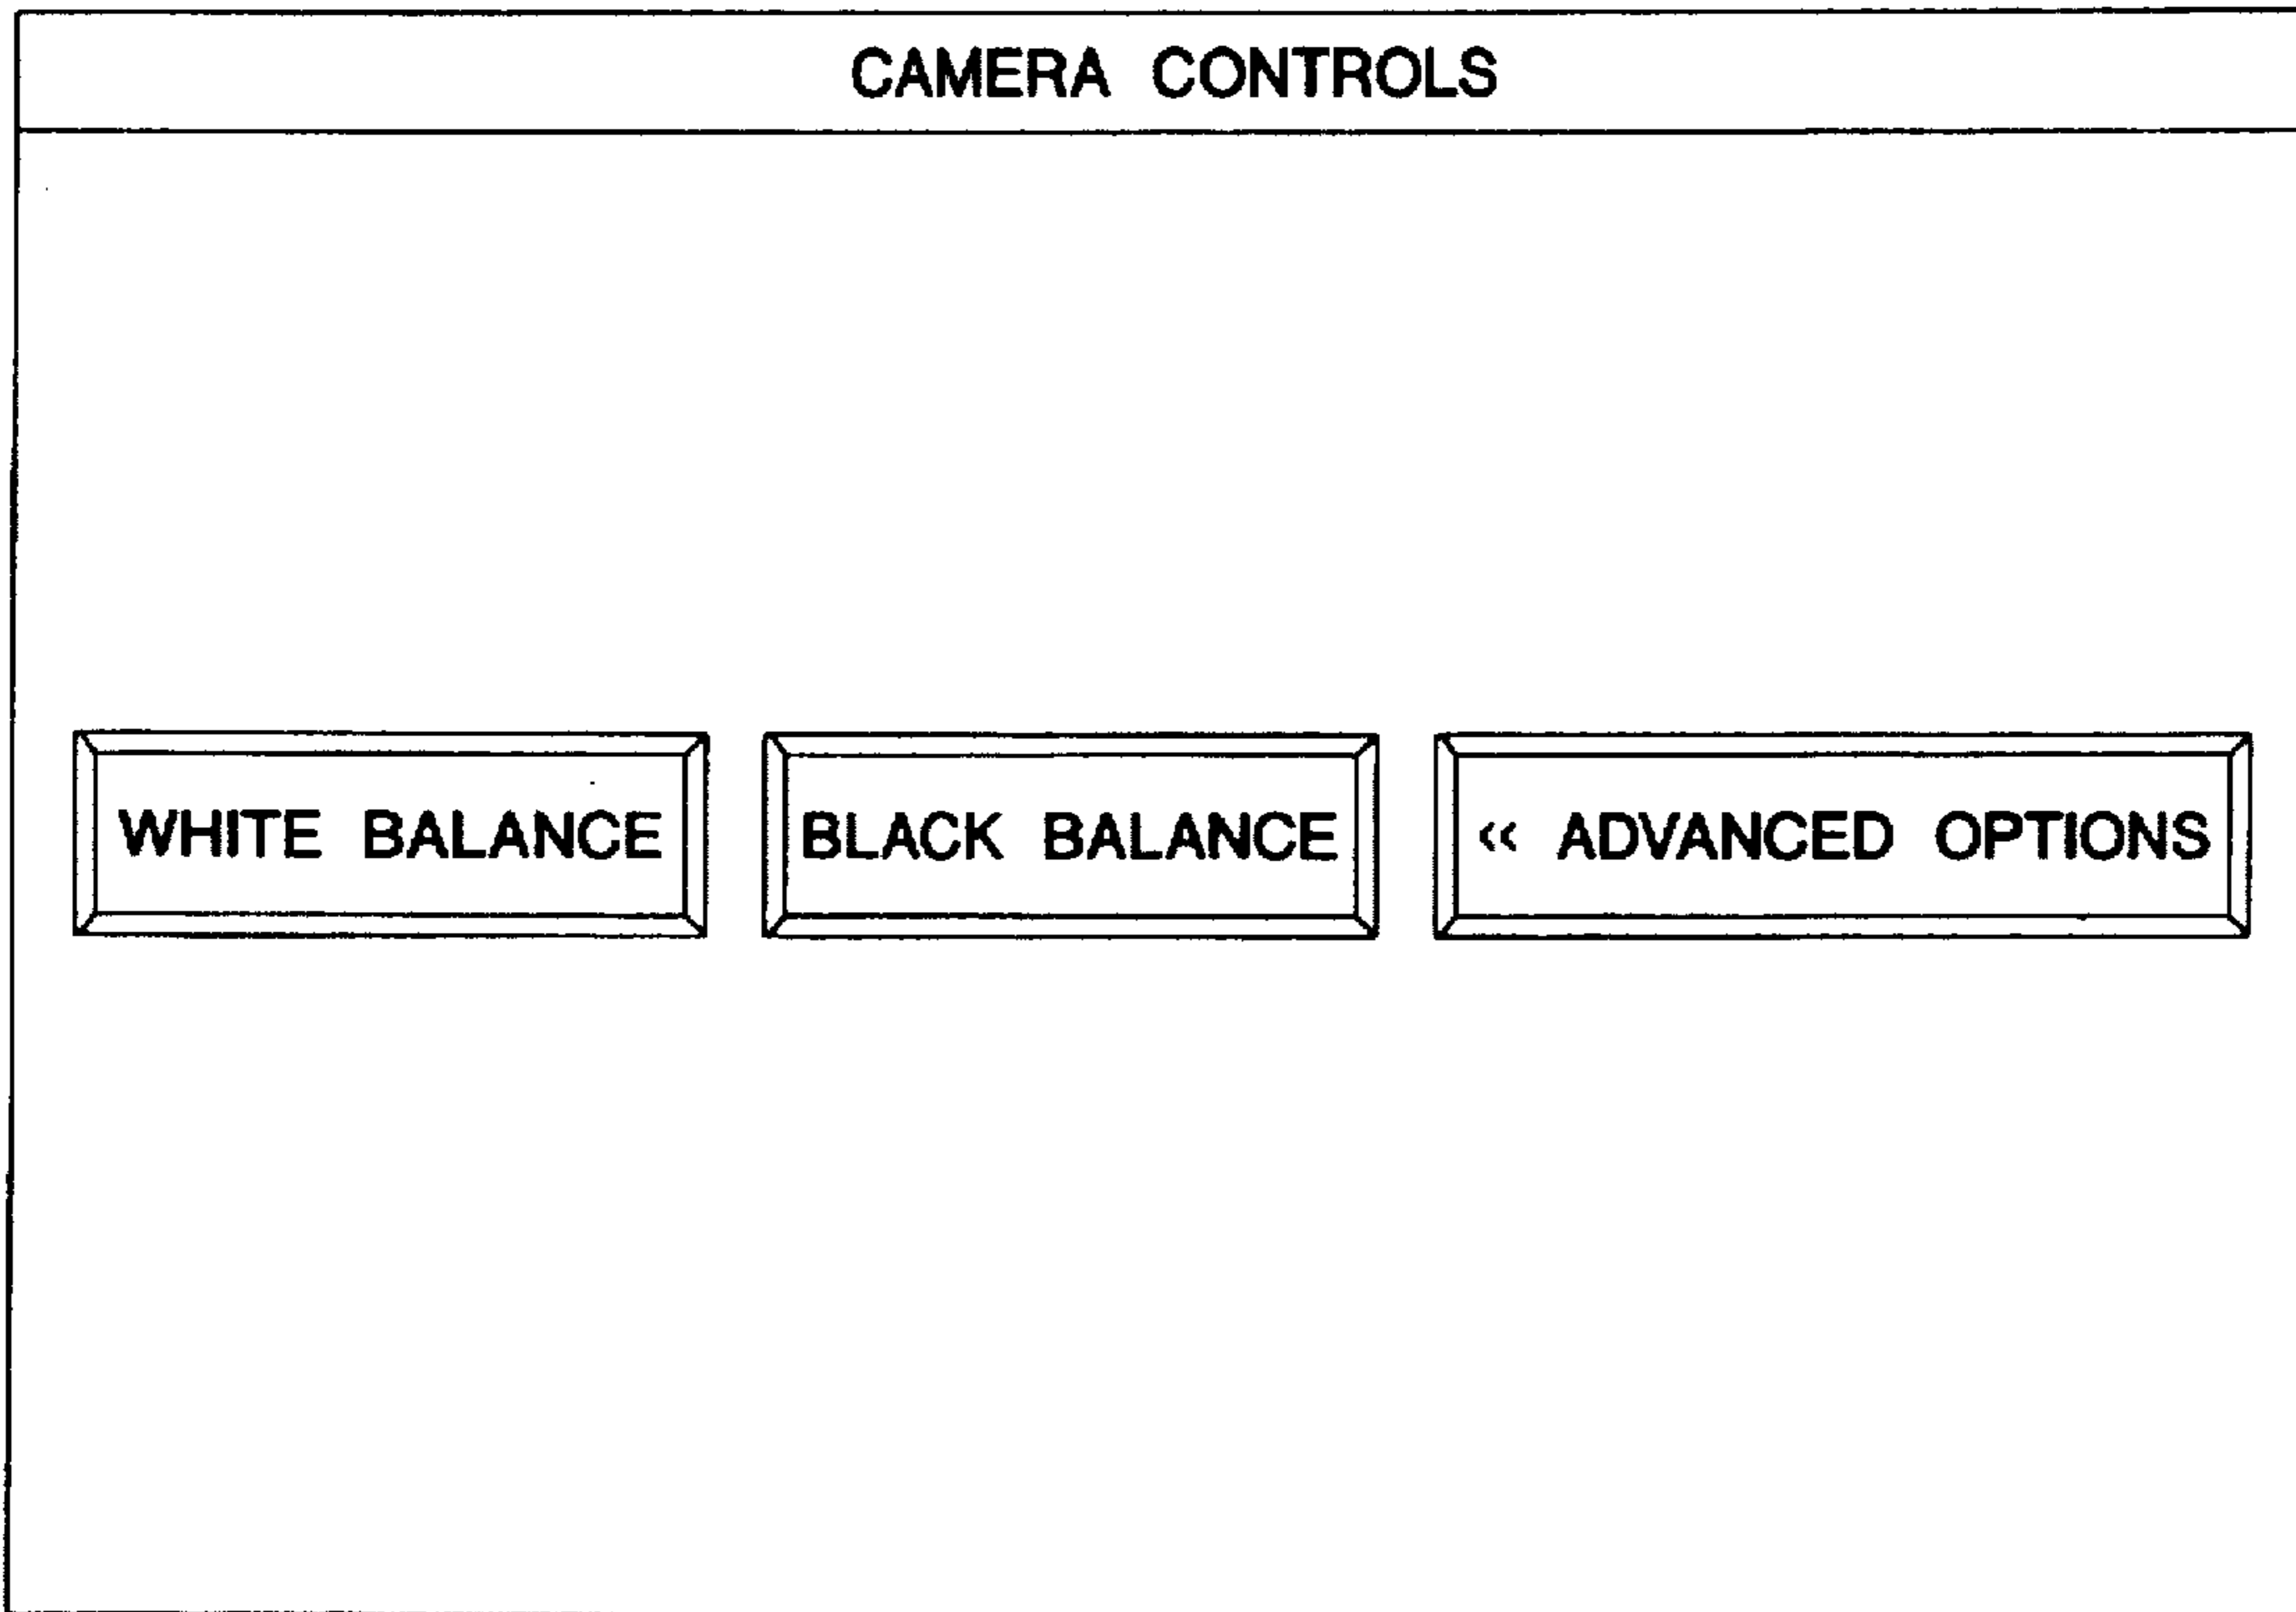 CAMERA CONTROLS
WHITE BALANCE BLACK BALANCE « ADVANCED OPTIONS